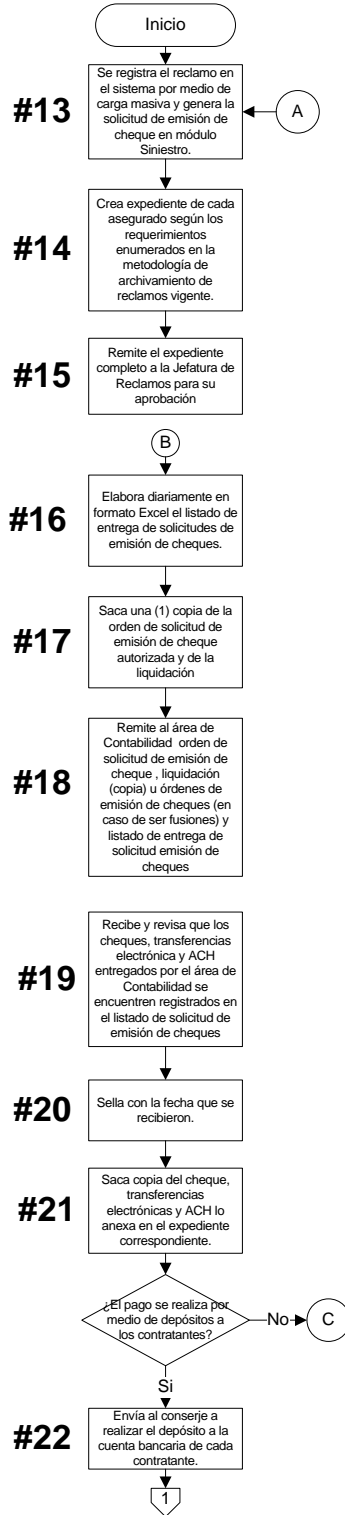 Inicio
#13
Se registra el reclamo en
el sistema por medio de
carga masiva y genera la
solicitud de emisión de
cheque en módulo
Siniestro.
A
#14
Crea expediente de cada
asegurado según los
requerimientos
enumerados en la
metodología de
archivamiento de
reclamos vigente.
#15
Remite el expediente
completo a la Jefatura de
Reclamos para su
aprobación
B
#16
Elabora diariamente en
formato Excel el listado de
entrega de solicitudes de
emisión de cheques.
#17
Saca una (1) copia de la
orden de solicitud de
emisión de cheque
autorizada y de la
liquidación
#18
Remite al área de
Contabilidad orden de
solicitud de emisión de
cheque , liquidación
(copia) u órdenes de
emisión de cheques (en
caso de ser fusiones) y
listado de entrega de
solicitud emisión de
cheques
#19
Recibe y revisa que los
cheques, transferencias
electrónica y ACH
entregados por el área de
Contabilidad se
encuentren registrados en
el listado de solicitud de
emisión de cheques
#20
Sella con la fecha que se
recibieron.
#21
Saca copia del cheque,
transferencias
electrónicas y ACH lo
anexa en el expediente
correspondiente.
¿El pago se realiza por
medio de depósitos a
los contratantes?
No
C
Si
#22
Envía al conserje a
realizar el depósito a la
cuenta bancaria de cada
contratante.
1